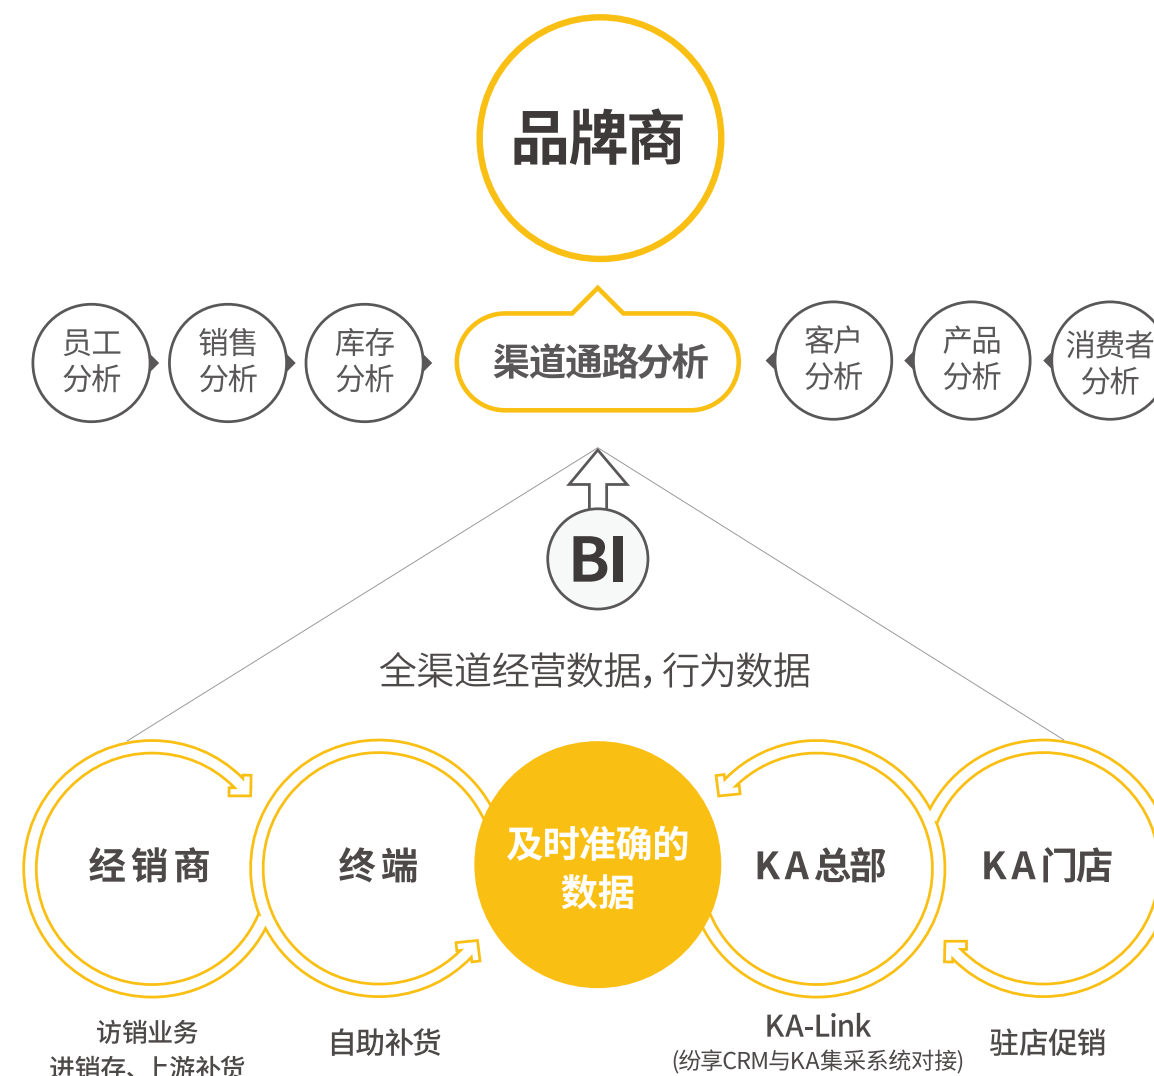 品牌商
员工
分析
销售
分析
库存
分析
渠道通路分析
客户
分析
产品
分析
消费者
分析
BI
全渠道经营数据，行为数据
经销商
终端
及时准确的
数据
KA总部
KA门店
访销业务
进销存、上游补货
自助补货
KA-Link
(纷享CRM与KA集采系统对接)
驻店促销